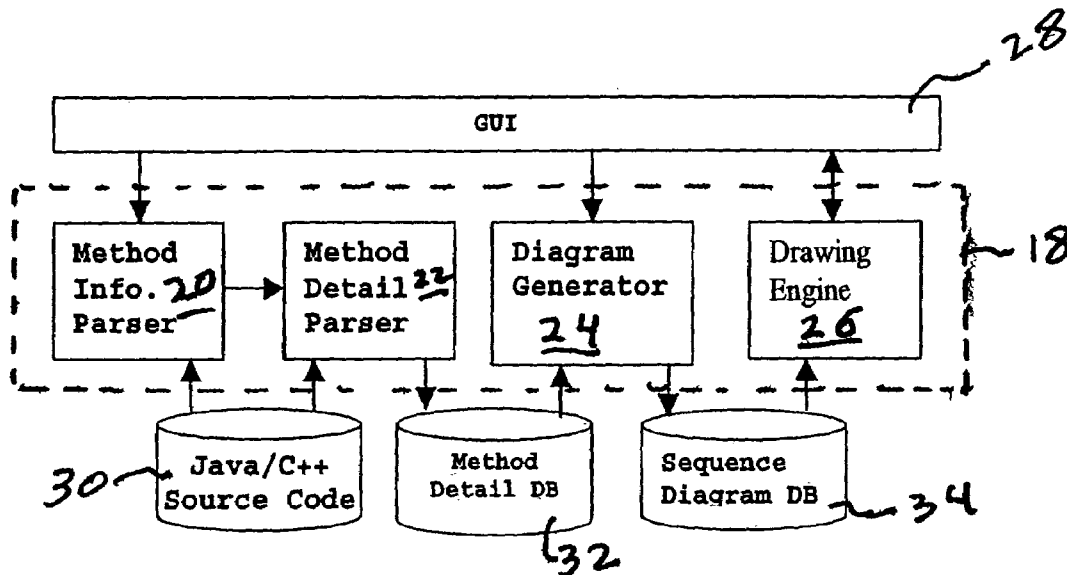 28
GUI
18
Method
Info. 20
Parser
Method
Detail 22
Parser
Diagram
Generator
24
Drawing
Engine
26
30
Java/C++
Source Code
Method
Detail DB
32
Sequence
Diagram DB
34